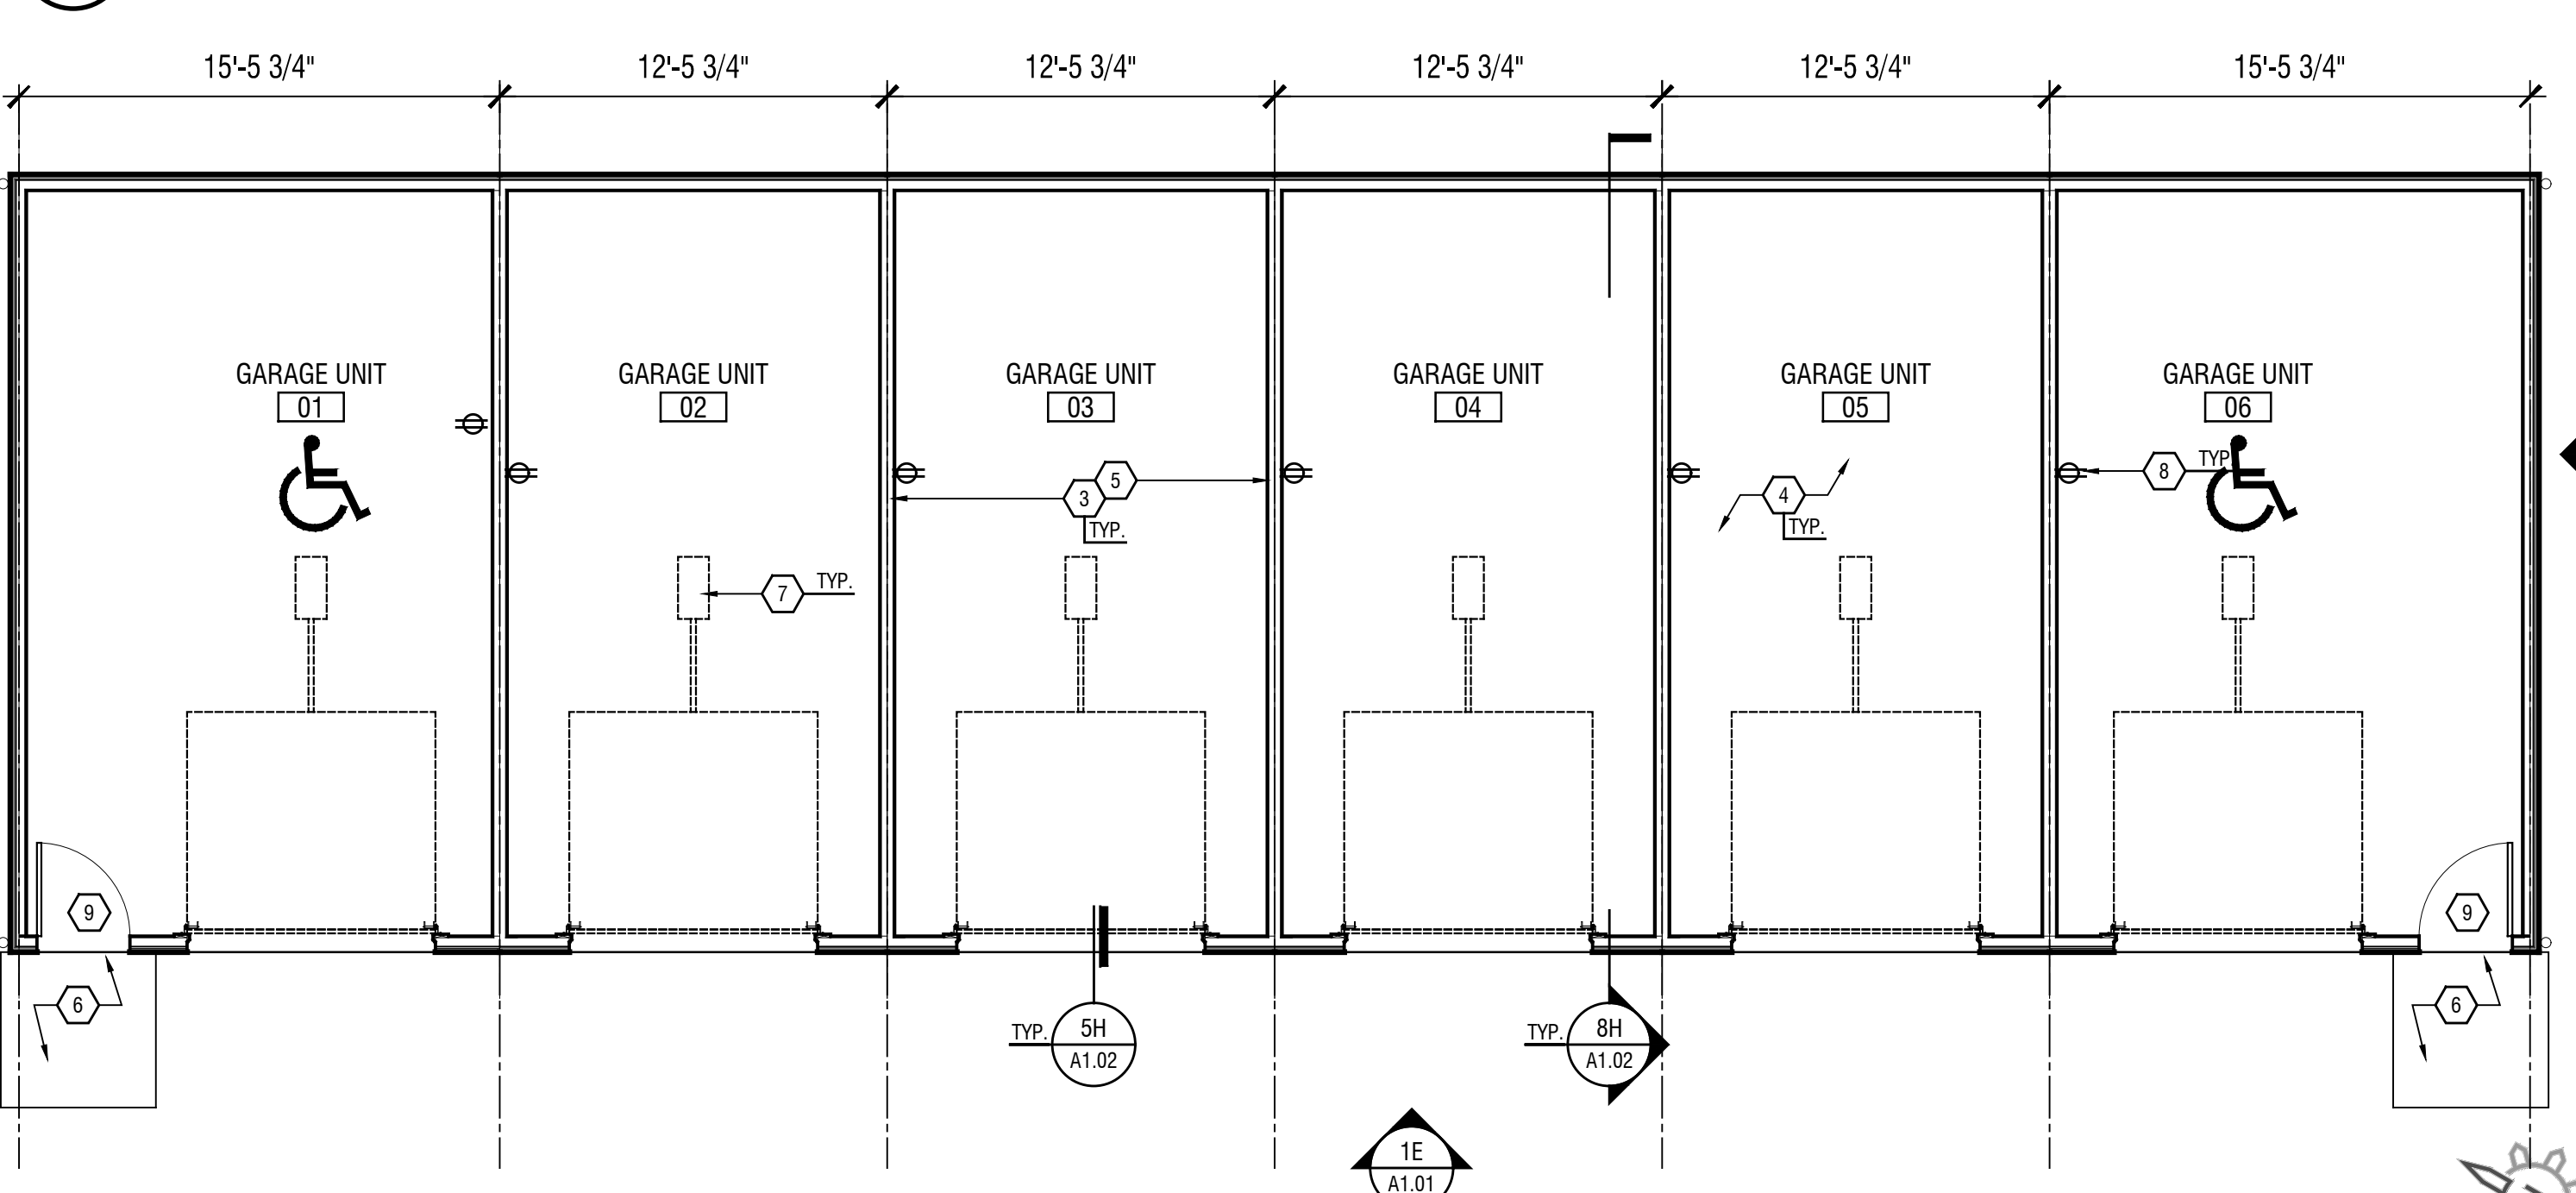 15'-5 3/4"
12'-5 3/4"
12'-5 3/4"
12'-5 3/4"
12'-5 3/4"
15'-5 3/4"
GARAGE UNIT
01
GARAGE UNIT
02
GARAGE UNIT
03
GARAGE UNIT
04
GARAGE UNIT
05
GARAGE UNIT
06
5
3
TYP.
4
TYP.
8
TYP.
7
TYP.
9
9
6
6
TYP.
5H
A1.02
TYP.
8H
A1.02
1E
A1.01